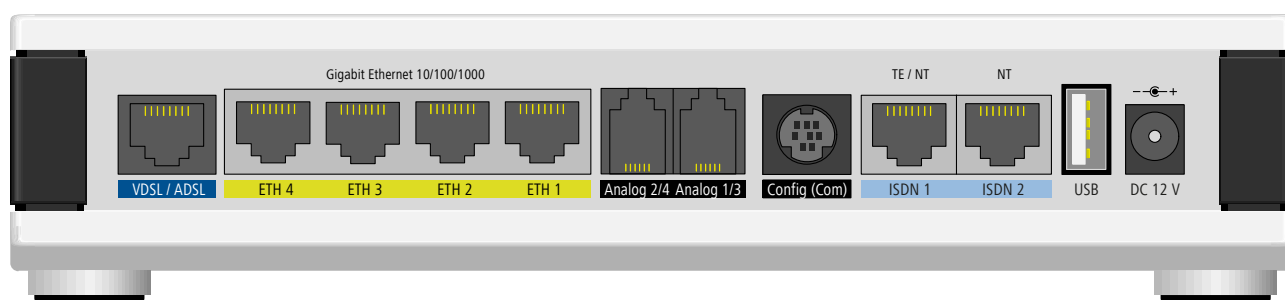 Gigabit Ethernet 10/100/1000 TE / NT NT
VDSL / ADSL ETH 4 ETH 3 ETH 2 ETH 1 Analog 2/4 Analog 1/3 Config (Com) ISDN 1 ISDN 2 USB DC 12 V